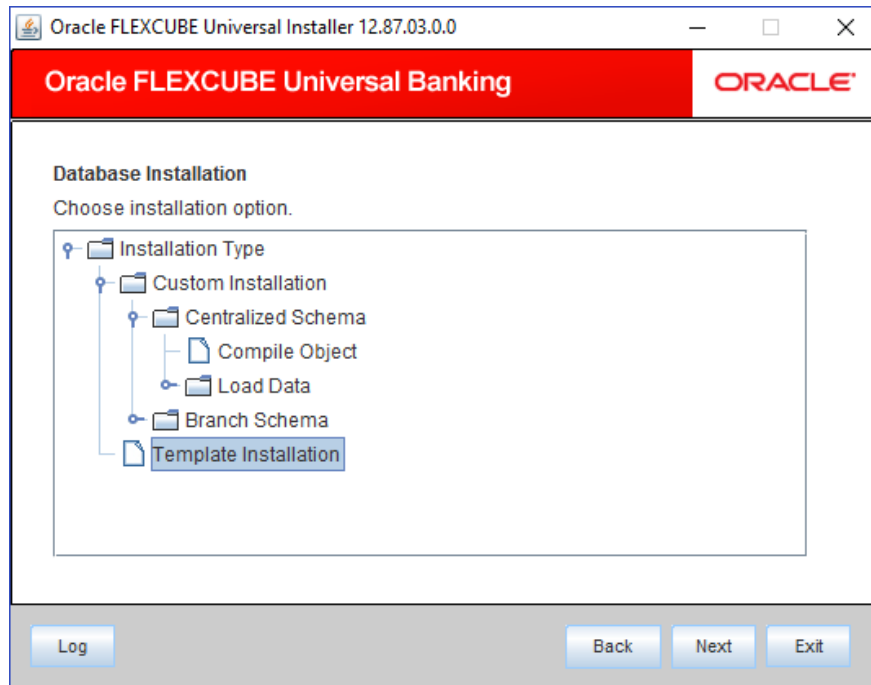 Oracle FLEXCUBE Universal Installer 12.87.03.0.0
Oracle FLEXCUBE Universal Banking
ORACLE
Database Installation
Choose installation option.
Installation Type
Custom Installation
Centralized Schema
Compile Object
Load Data
Branch Schema
Template Installation
Log Back Next Exit